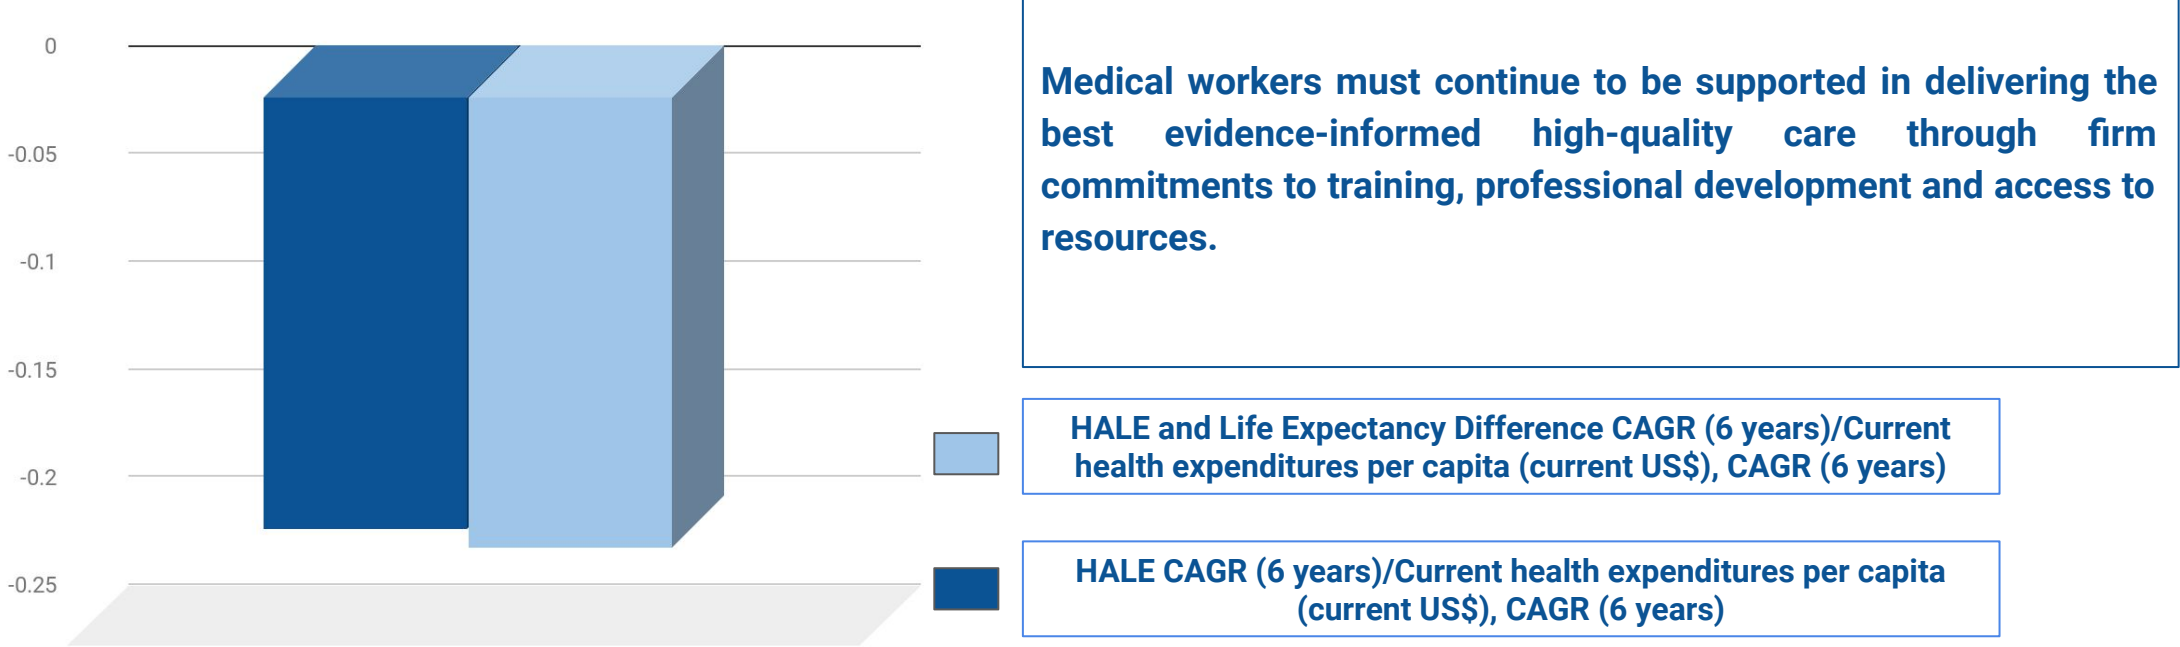 0
-0.05
-0.1
-0.15
-0.2
-0.25
Medical workers must continue to be supported in delivering the
best evidence-informed high-quality care through firm
commitments to training, professional development and access to
resources.
HALE and Life Expectancy Difference CAGR (6 years)/Current
health expenditures per capita (current US$), CAGR (6 years)
HALE CAGR (6 years)/Current health expenditures per capita
(current US$), CAGR (6 years)